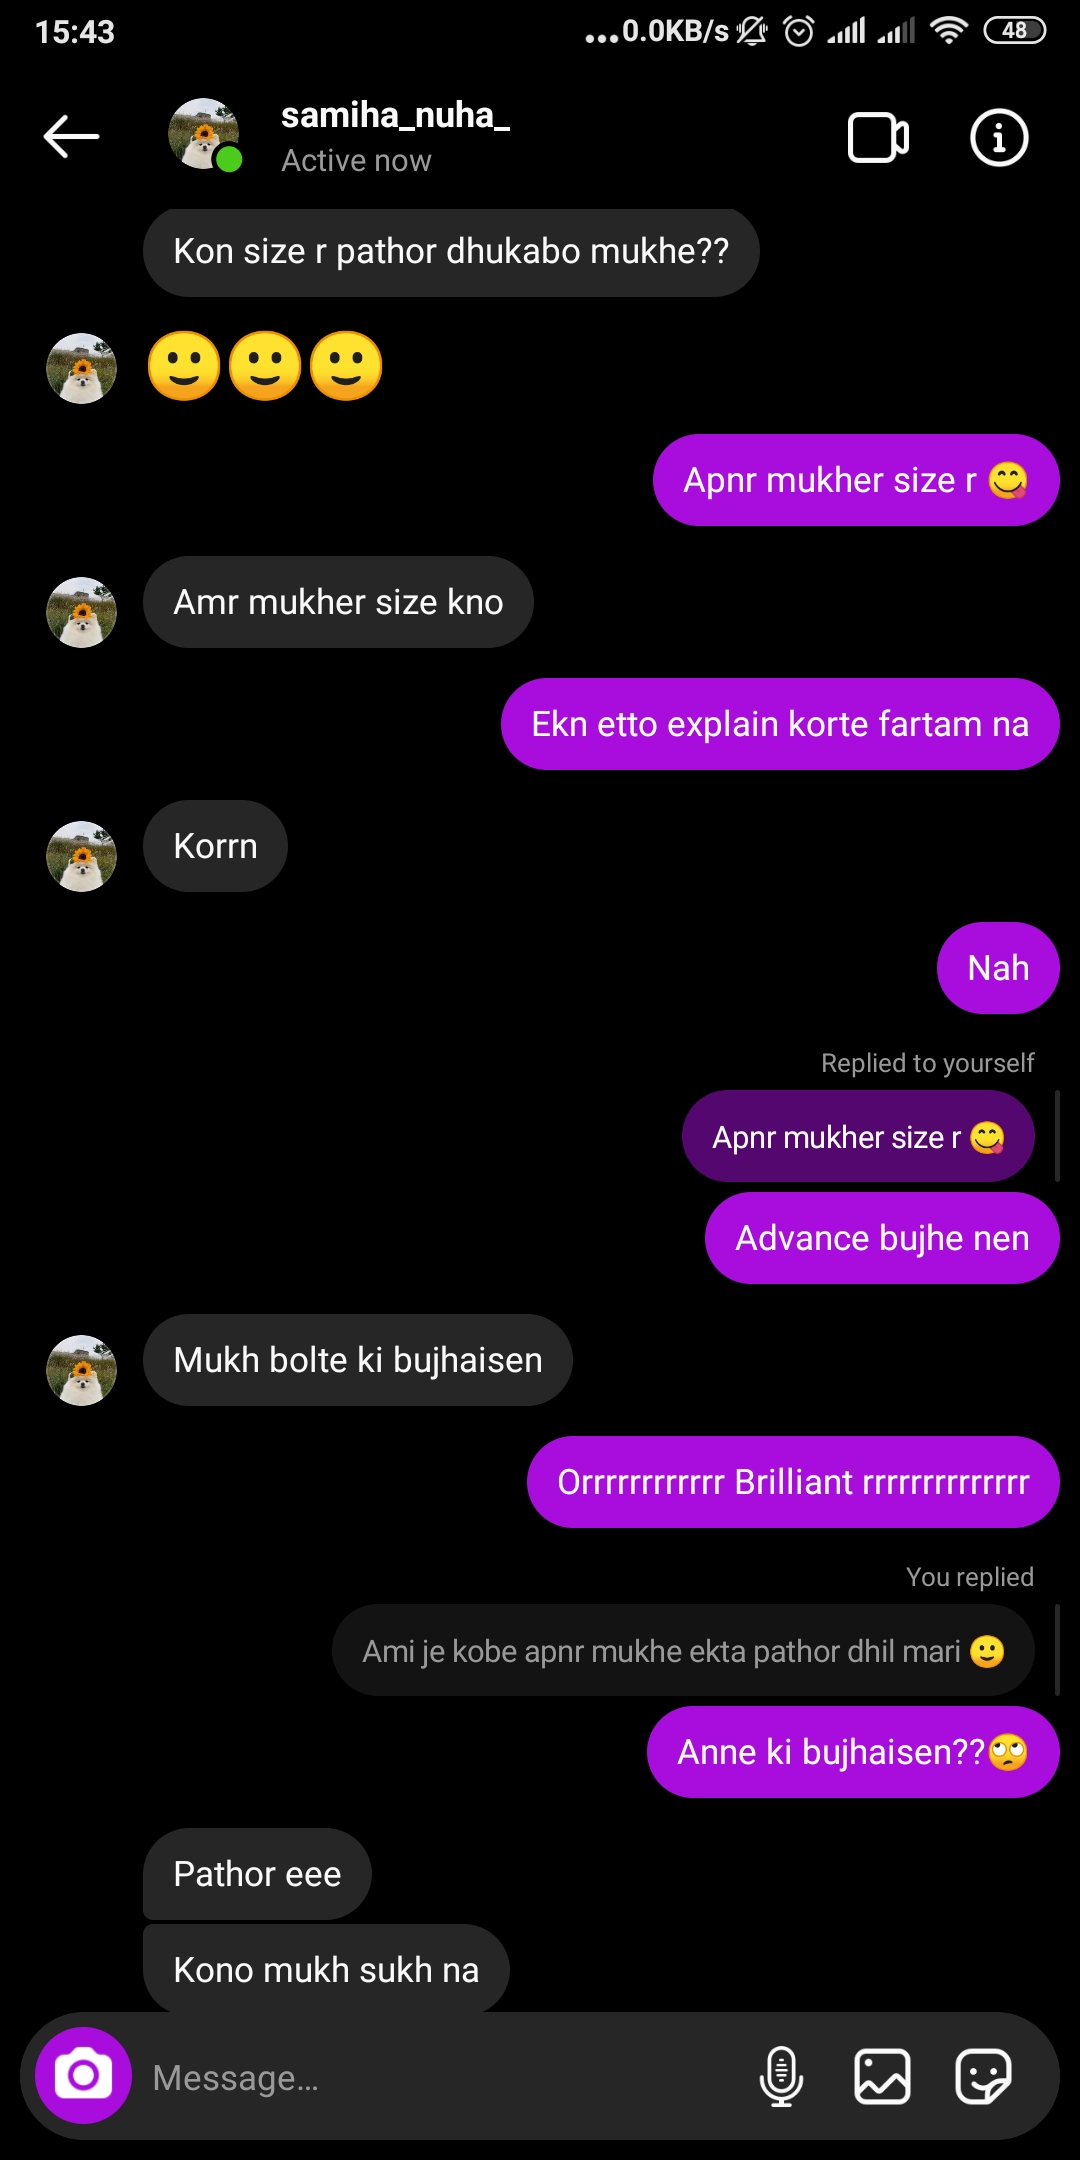 15:43
...0.0KB/s 48
samiha_nuha_
Active now
Kon size r pathor dhukabo mukhe??
🙂🙂🙂
Apnr mukher size r 😋
Amr mukher size kno
Ekn etto explain korte fartam na
Korrn
Nah
Replied to yourself
Apnr mukher size r 😋
Advance bujhe nen
Mukh bolte ki bujhaisen
Orrrrrrrrrrrr Brilliant rrrrrrrrrrrrrr
You replied
Ami je kobe apnr mukhe ekta pathor dhil mari 🙂
Anne ki bujhaisen??🙄
Pathor eee
Kono mukh sukh na
Message...